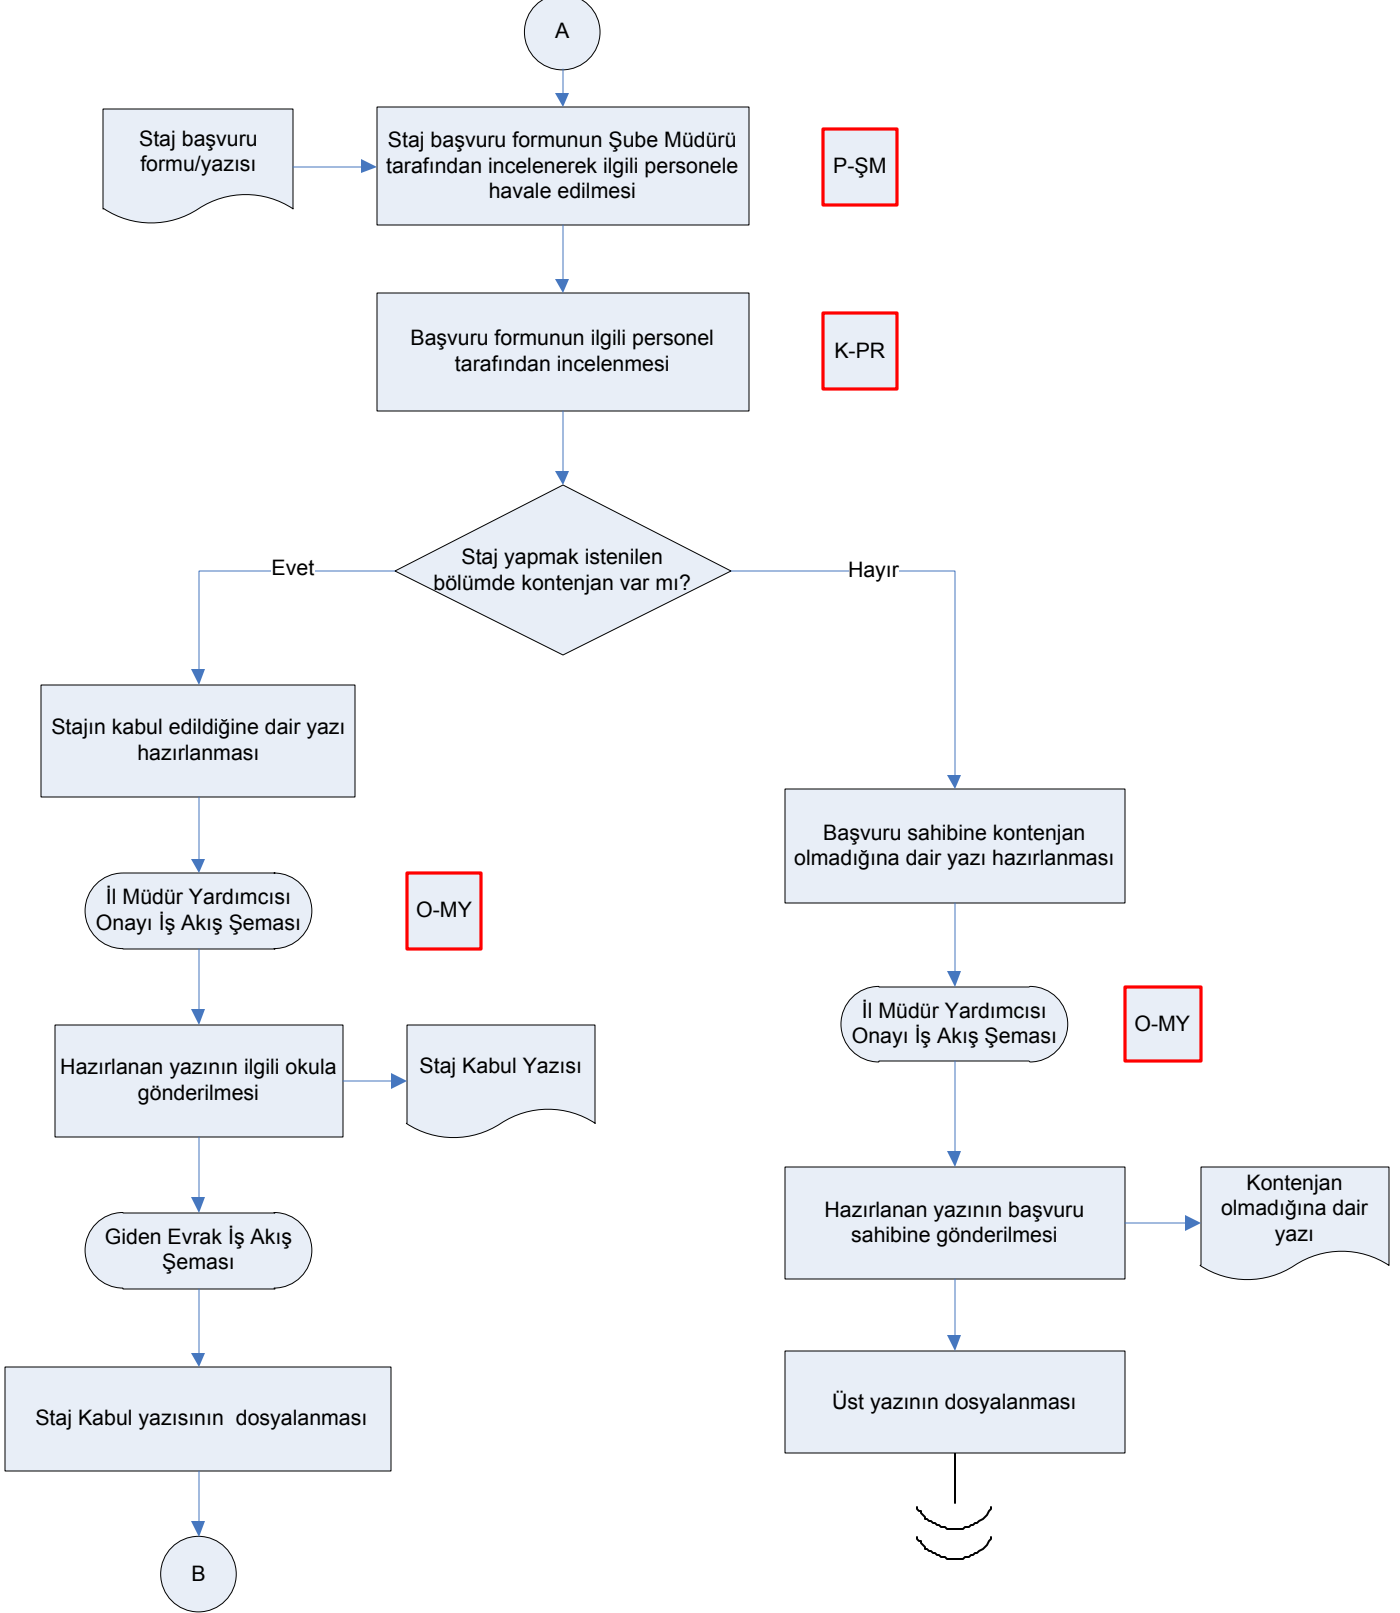 A
Staj başvuru
formu/yazısı
Staj başvuru formunun Şube Müdürü
tarafından incelenerek ilgili personele
havale edilmesi
P-ŞM
Başvuru formunun ilgili personel
tarafından incelenmesi
K-PR
Staj yapmak istenilen
bölümde kontenjan var mı?
Evet
Hayır
Stajın kabul edildiğine dair yazı
hazırlanması
Başvuru sahibine kontenjan
olmadığına dair yazı hazırlanması
İl Müdür Yardımcısı
Onayı İş Akış Şeması
O-MY
İl Müdür Yardımcısı
Onayı İş Akış Şeması
O-MY
Hazırlanan yazının ilgili okula
gönderilmesi
Staj Kabul Yazısı
Hazırlanan yazının başvuru
sahibine gönderilmesi
Kontenjan
olmadığına dair
yazı
Giden Evrak İş Akış
Şeması
Staj Kabul yazısının  dosyalanması
Üst yazının dosyalanması
B